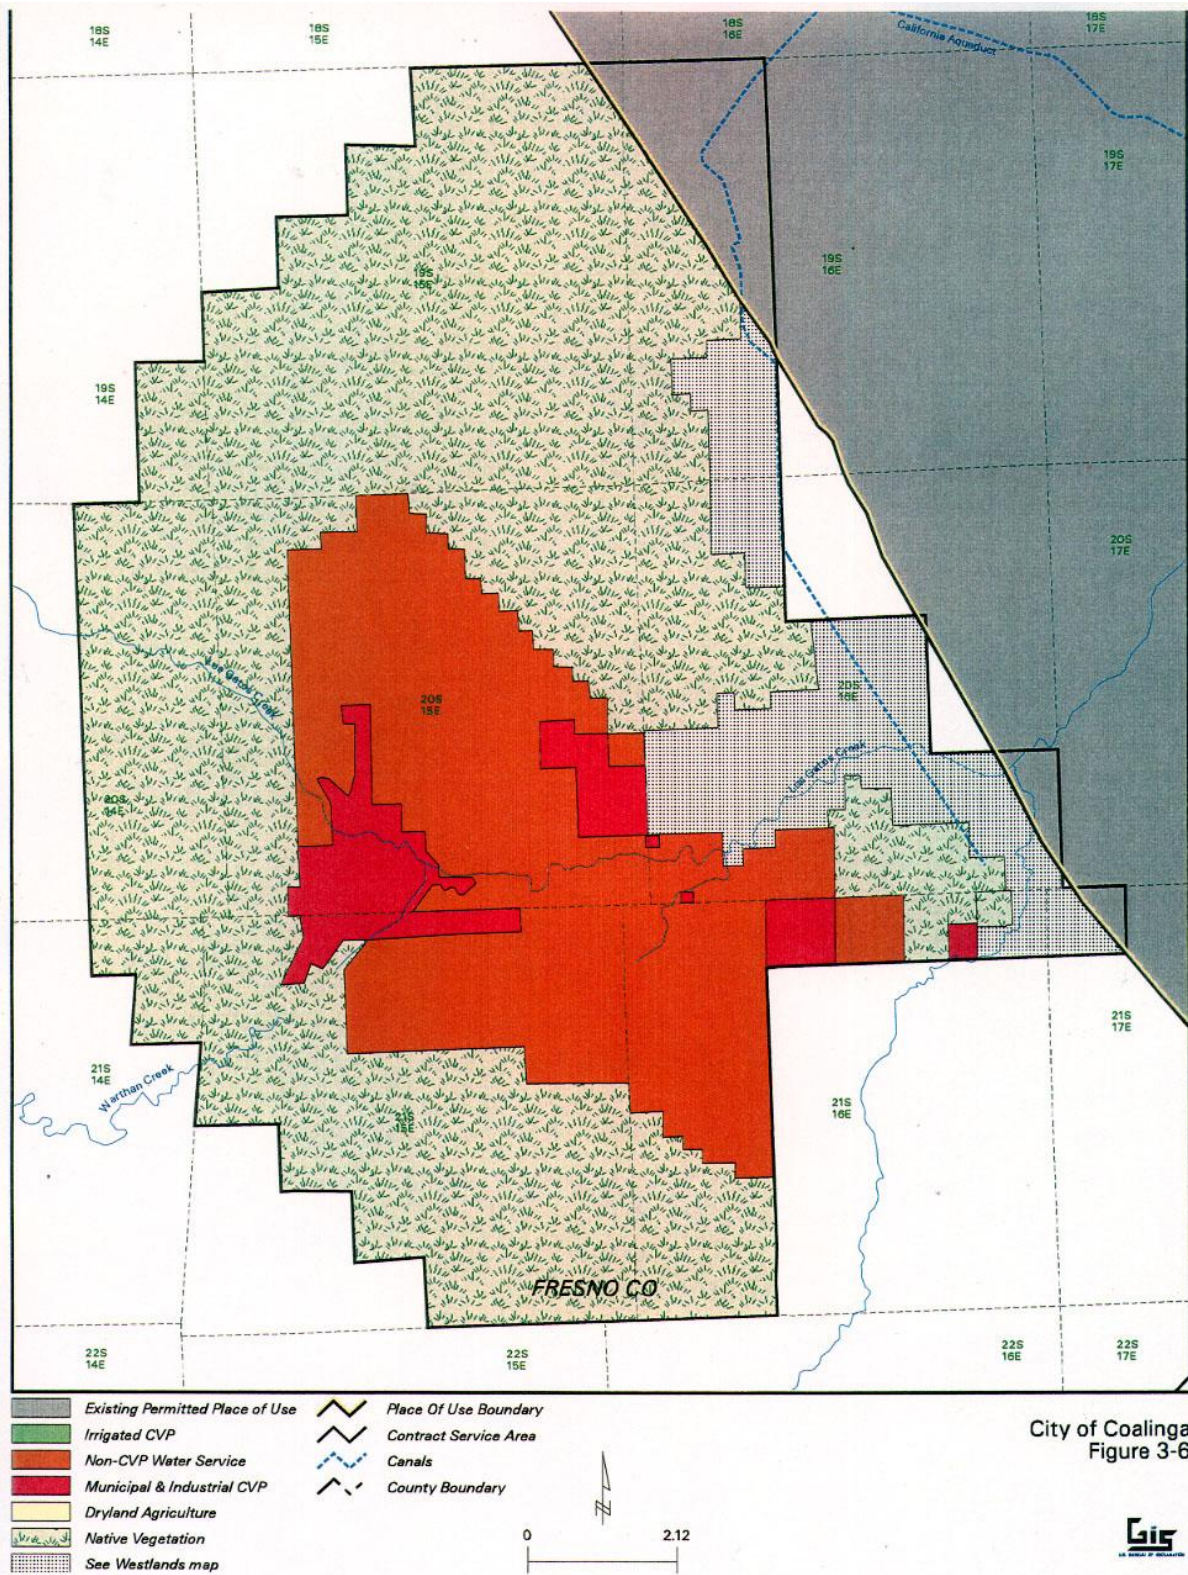 18S
14E
18S
15E
18S
16E
18S
17E
California Aqueduct
19S
17E
19S
16E
19S
15E
19S
14E
20S
17E
Los Gatos Creek
20S
15E
20S
16E
Los Gatos Creek
20S
14E
21S
17E
21S
14E
Warthan Creek
21S
16E
21S
15E
FRESNO CO
22S
14E
22S
15E
22S
16E
22S
17E
Existing Permitted Place of Use
Irrigated CVP
Non-CVP Water Service
Municipal & Industrial CVP
Dryland Agriculture
Native Vegetation
See Westlands map
Place Of Use Boundary
Contract Service Area
Canals
County Boundary
N
0 2.12
City of Coalinga
Figure 3-6
Gis
U.S. BUREAU OF RECLAMATION